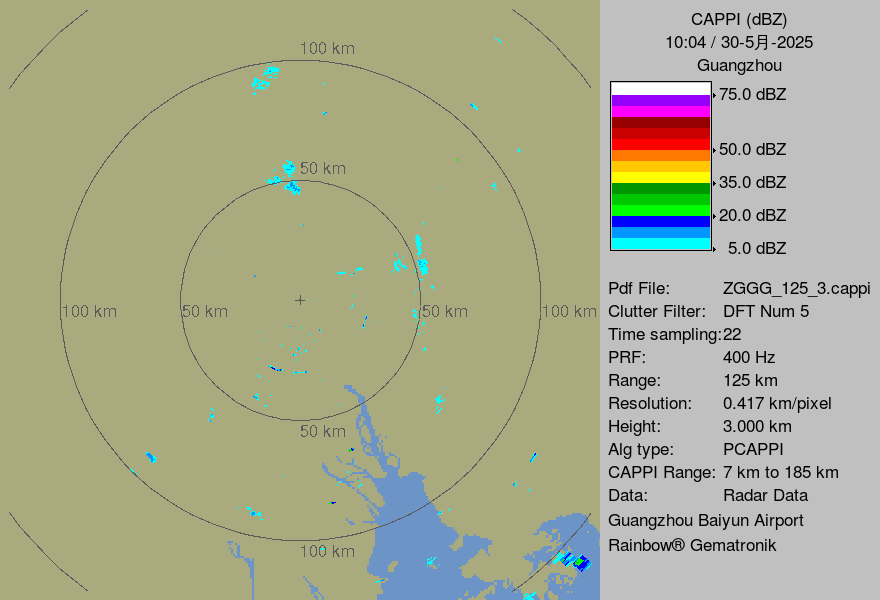 CAPPI (dBZ)
10:04 / 30-5月-2025
Guangzhou
75.0 dBZ
50.0 dBZ
35.0 dBZ
20.0 dBZ
5.0 dBZ
100 km
50 km
100 km
50 km
50 km
100 km
50 km
100 km
Pdf File: ZGGG_125_3.cappi
Clutter Filter: DFT Num 5
Time sampling:22
PRF: 400 Hz
Range: 125 km
Resolution: 0.417 km/pixel
Height: 3.000 km
Alg type: PCAPPI
CAPPI Range: 7 km to 185 km
Data: Radar Data
Guangzhou Baiyun Airport
Rainbow® Gematronik